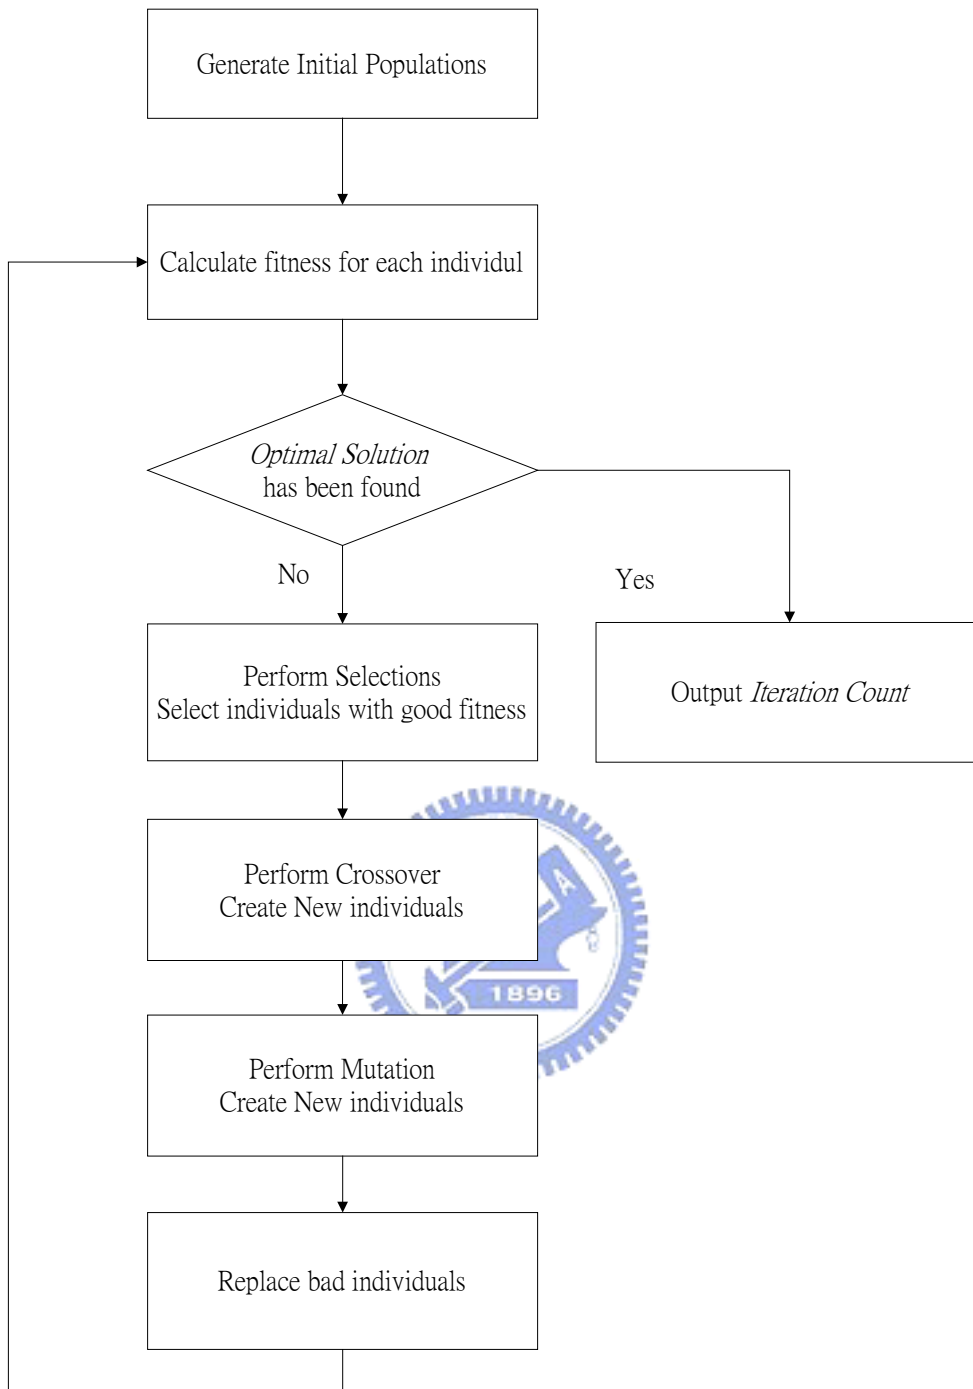 Generate Initial Populations
Calculate fitness for each individul
Optimal Solution
has been found
No
Yes
Perform Selections
Select individuals with good fitness
Output Iteration Count
Perform Crossover
Create New individuals
A
1896
Perform Mutation
Create New individuals
Replace bad individuals